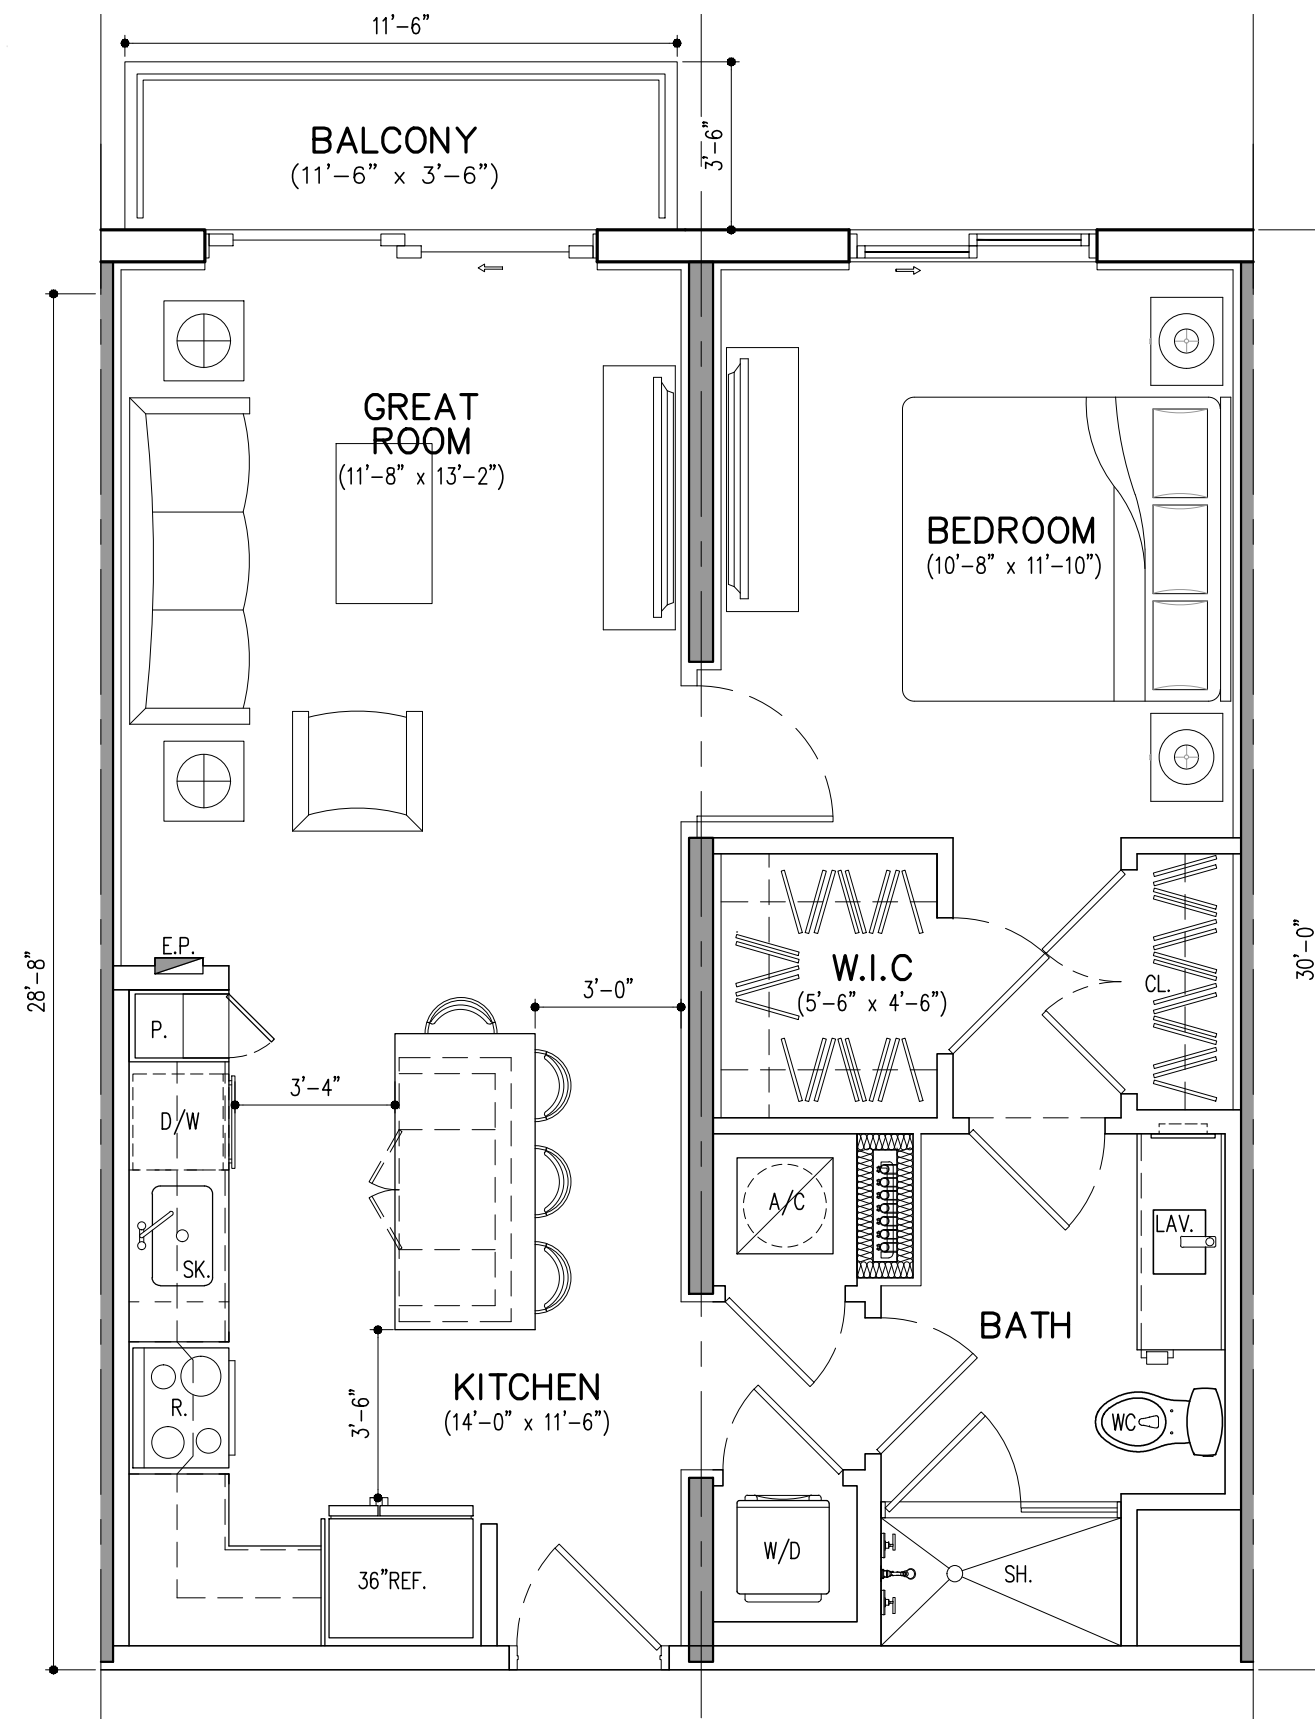 11'-6"
BALCONY
(11'-6" x 3'-6")
3'-6"
GREAT
ROOM
(11'-8" x 13'-2")
BEDROOM
(10'-8" x 11'-10")
28'-8"
30'-0"
E.P.
P.
3'-0"
W.I.C
(5'-6" x 4'-6")
CL.
3'-4"
D/W
SK.
A/C
LAV.
BATH
R.
3'-6"
KITCHEN
(14'-0" x 11'-6")
WC
36"REF.
W/D
SH.